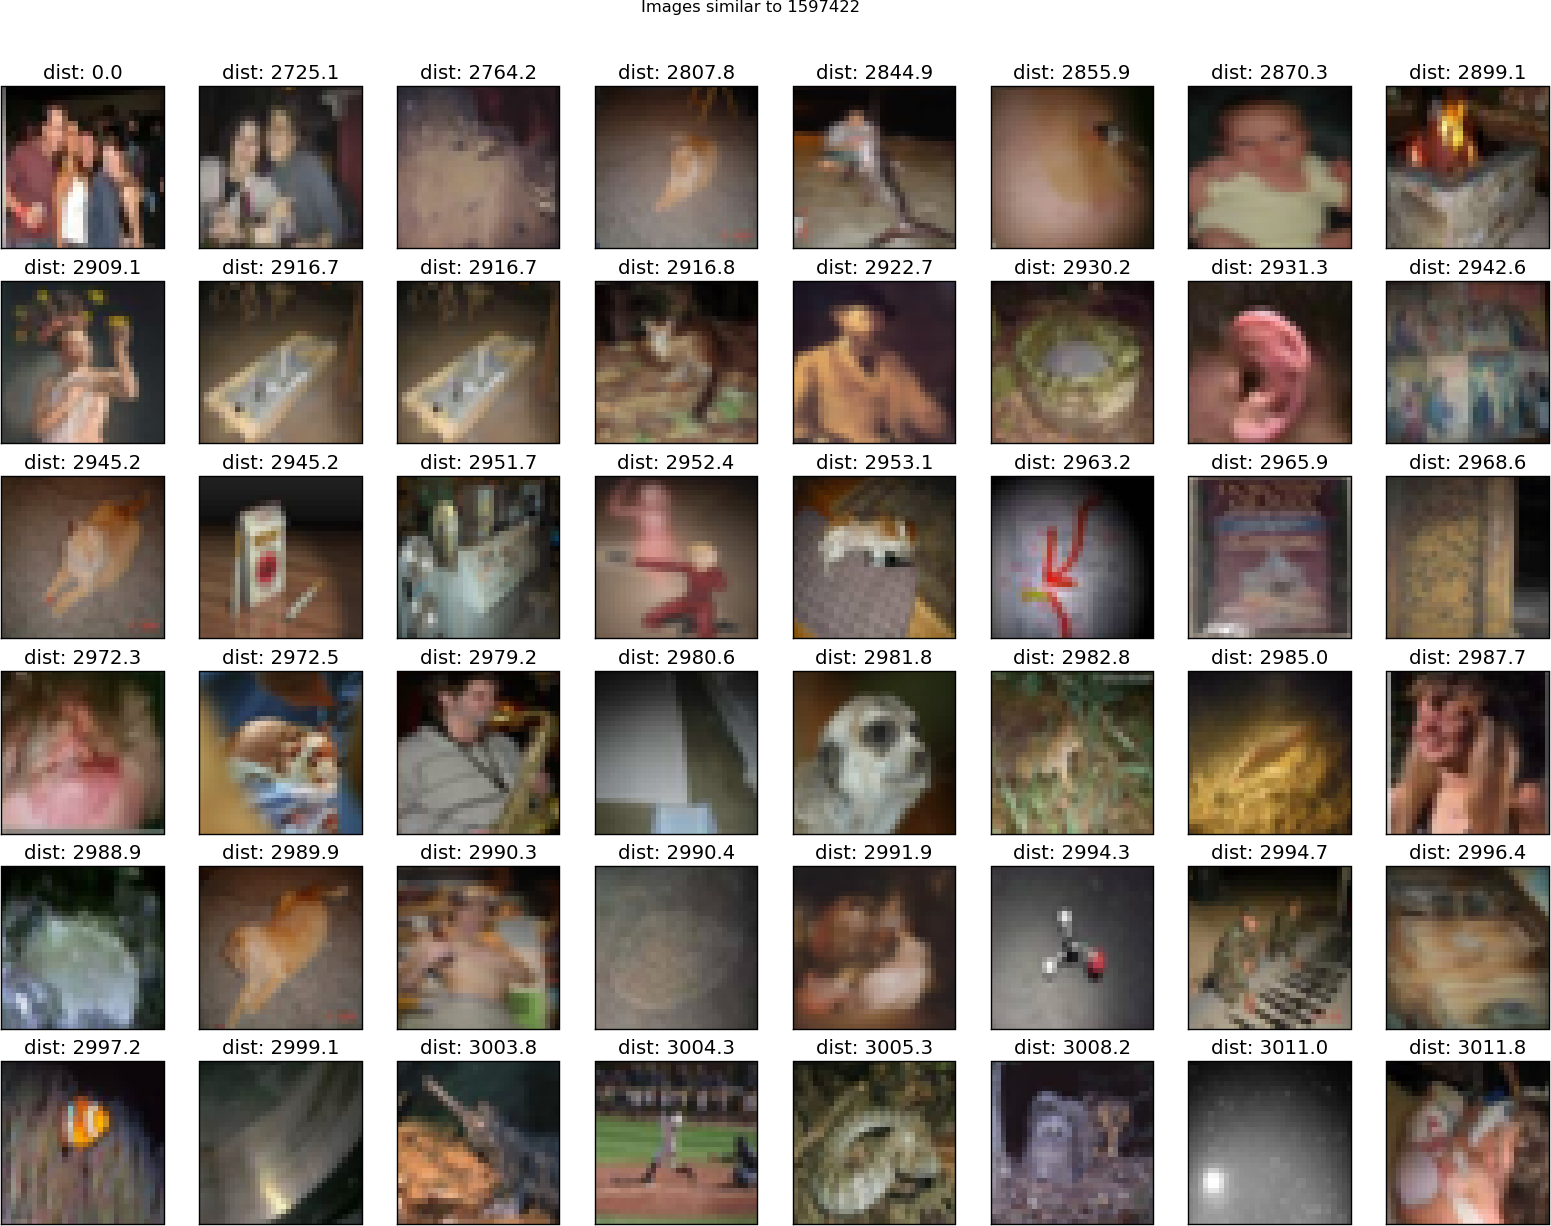 Images similar to 1597422
dist: 0.0 dist: 2725.1 dist: 2764.2 dist: 2807.8 dist: 2844.9 dist: 2855.9 dist: 2870.3 dist: 2899.1
dist: 2909.1 dist: 2916.7 dist: 2916.7 dist: 2916.8 dist: 2922.7 dist: 2930.2 dist: 2931.3 dist: 2942.6
dist: 2945.2 dist: 2945.2 dist: 2951.7 dist: 2952.4 dist: 2953.1 dist: 2963.2 dist: 2965.9 dist: 2968.6
dist: 2972.3 dist: 2972.5 dist: 2979.2 dist: 2980.6 dist: 2981.8 dist: 2982.8 dist: 2985.0 dist: 2987.7
dist: 2988.9 dist: 2989.9 dist: 2990.3 dist: 2990.4 dist: 2991.9 dist: 2994.3 dist: 2994.7 dist: 2996.4
dist: 2997.2 dist: 2999.1 dist: 3003.8 dist: 3004.3 dist: 3005.3 dist: 3008.2 dist: 3011.0 dist: 3011.8